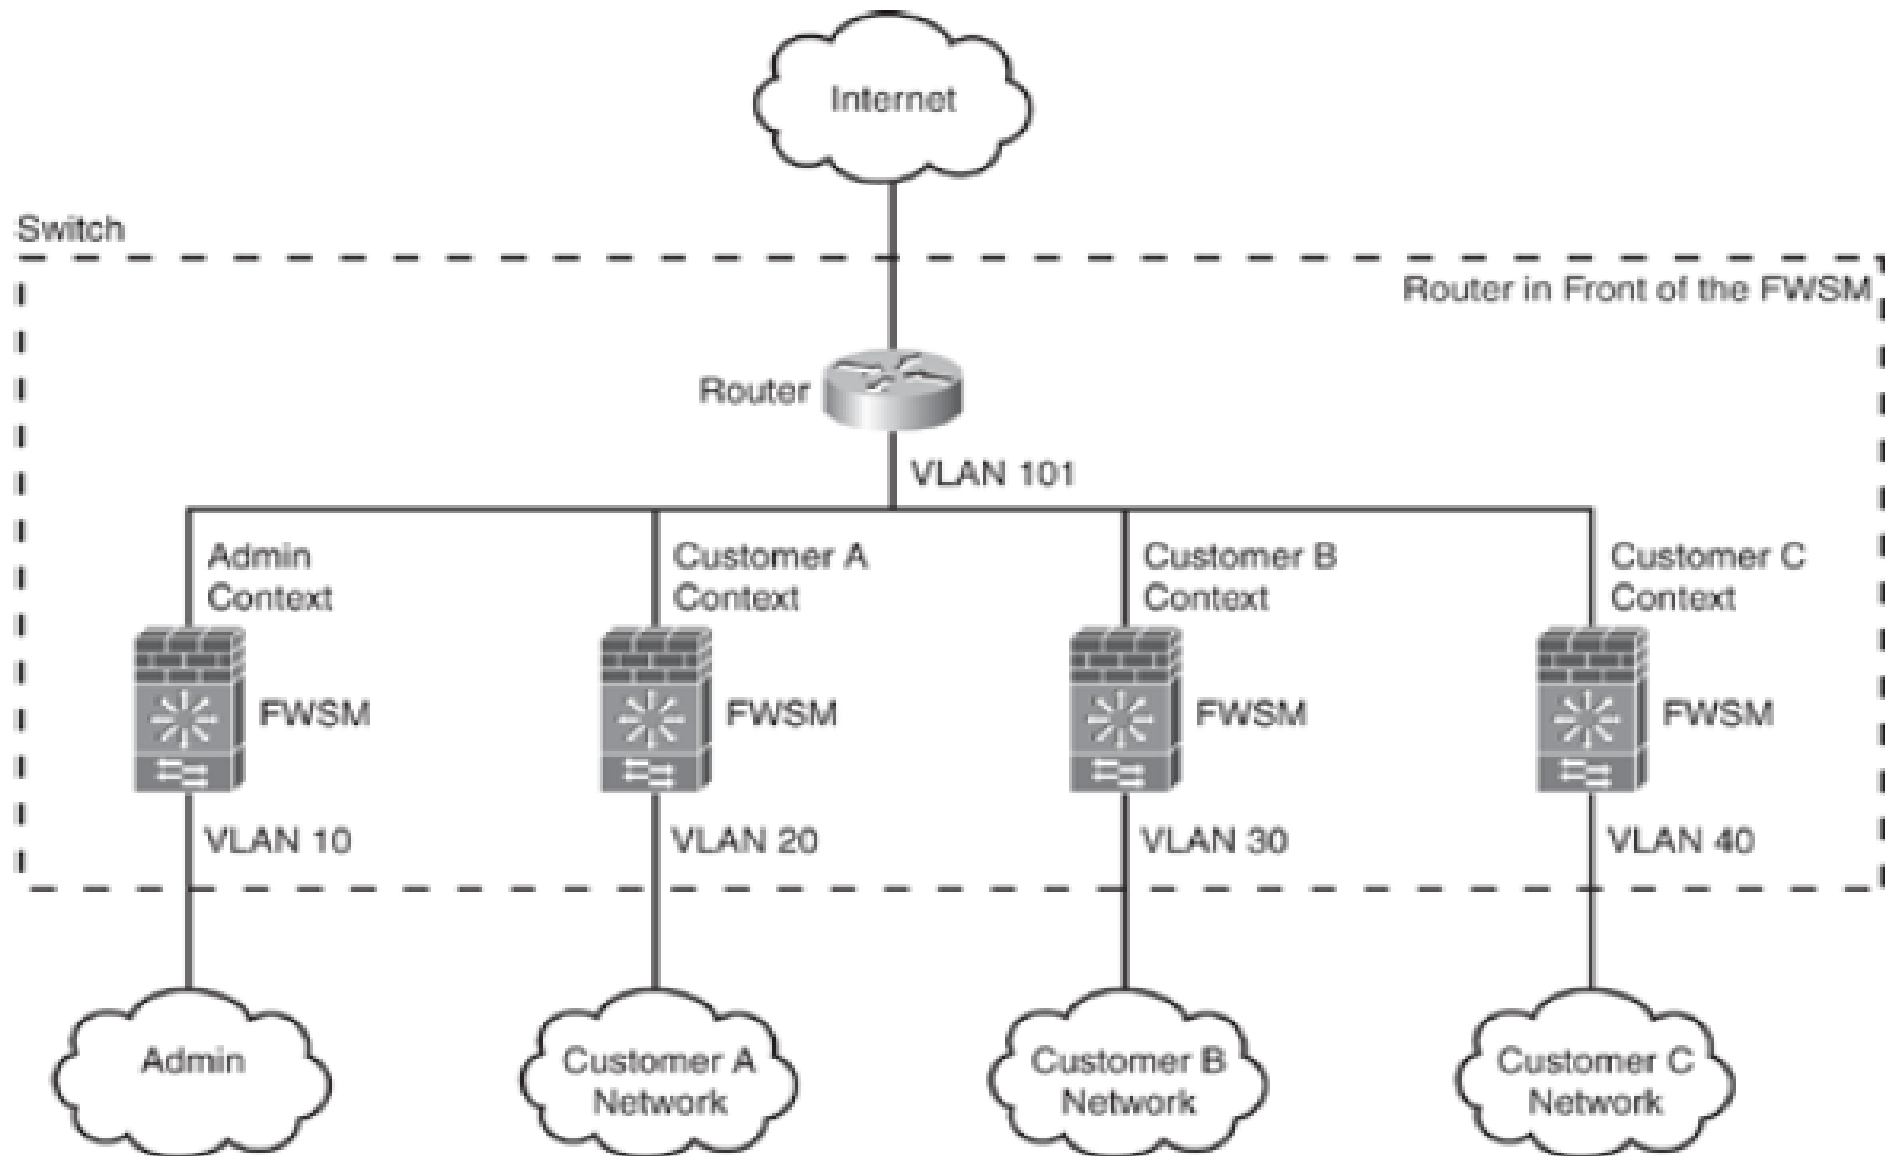 Internet
Switch
Router in Front of the FWSM
Router
VLAN 101
Admin
Context
Customer A
Context
Customer B
Context
Customer C
Context
FWSM
FWSM
FWSM
FWSM
VLAN 10
VLAN 20
VLAN 30
VLAN 40
Admin
Customer A
Network
Customer B
Network
Customer C
Network